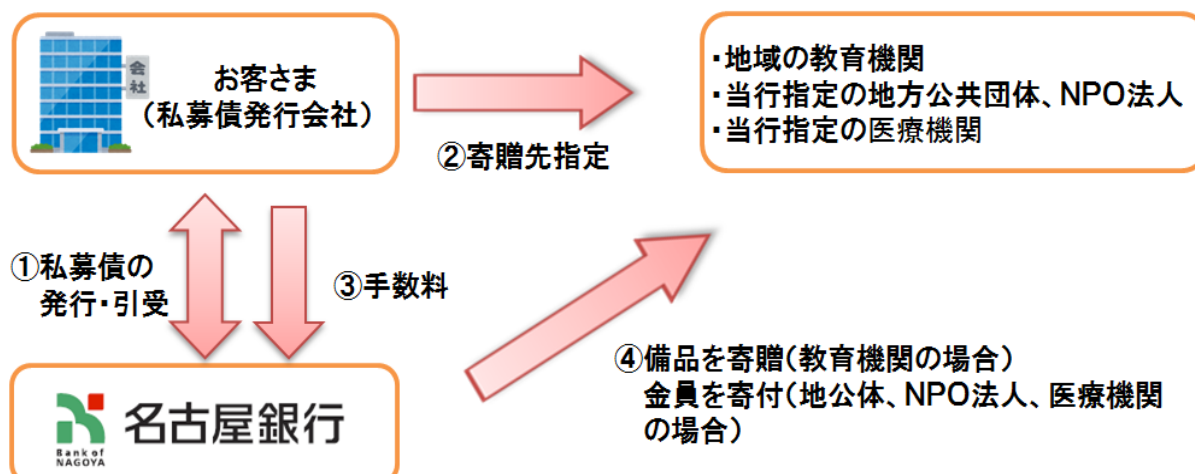 会社
お客さま
（私募債発行会社）
・地域の教育機関
・当行指定の地方公共団体、NPO法人
・当行指定の医療機関
②寄贈先指定
①私募債の
発行・引受
③手数料
④備品を寄贈（教育機関の場合）
金員を寄付（地公体、NPO法人、医療機関
の場合）
Bank of
NAGOYA
名古屋銀行